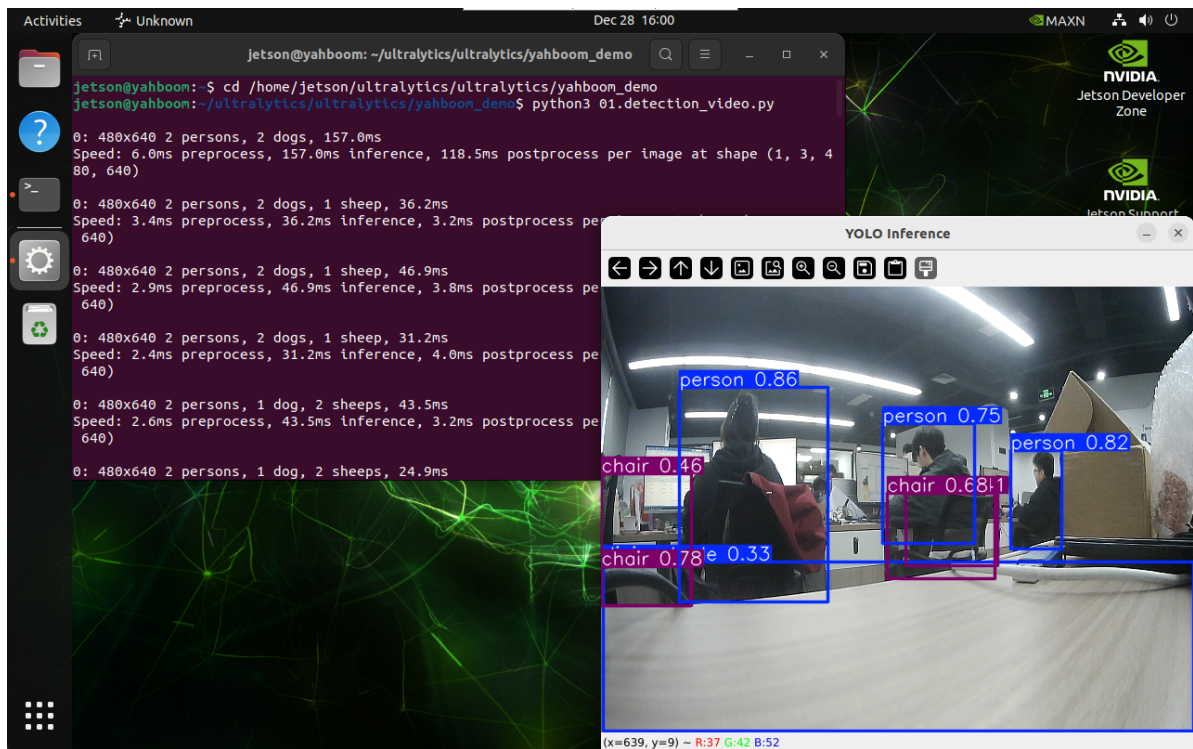 Activities
Unknown
Dec 28 16:00
MAXN
jetson@yahboom: ~/ultralytics/ultralytics/yahboom_demo
jetson@yahboom:~$ cd /home/jetson/ultralytics/ultralytics/yahboom_demo
jetson@yahboom:~/ultralytics/ultralytics/yahboom_demo$ python3 01.detection_video.py
0: 480x640 2 persons, 2 dogs, 157.0ms
Speed: 6.0ms preprocess, 157.0ms inference, 118.5ms postprocess per image at shape (1, 3, 4
80, 640)
0: 480x640 2 persons, 2 dogs, 1 sheep, 36.2ms
Speed: 3.4ms preprocess, 36.2ms inference, 3.2ms postprocess per
640)
0: 480x640 2 persons, 2 dogs, 1 sheep, 46.9ms
Speed: 2.9ms preprocess, 46.9ms inference, 3.8ms postprocess pe
640)
0: 480x640 2 persons, 2 dogs, 1 sheep, 31.2ms
Speed: 2.4ms preprocess, 31.2ms inference, 4.0ms postprocess pe
640)
0: 480x640 2 persons, 1 dog, 2 sheeps, 43.5ms
Speed: 2.6ms preprocess, 43.5ms inference, 3.2ms postprocess pe
640)
0: 480x640 2 persons, 1 dog, 2 sheeps, 24.9ms
NVIDIA.
Jetson Developer
Zone
NVIDIA.
Jetson Support
YOLO Inference
person 0.86
person 0.75
person 0.82
chair 0.46
chair 0.68
chair 0.78
0.33
(x=639, y=9) ~ R:37 G:42 B:52